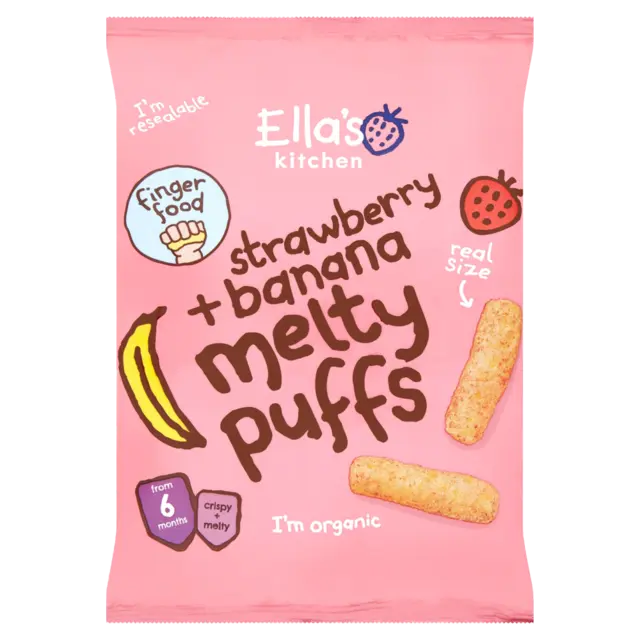 I'm
resealable
Ella's
kitchen
finger
food
strawberry
+ banana
melty
puffs
real
size
from
6
months
crispy
+
melty
I'm organic